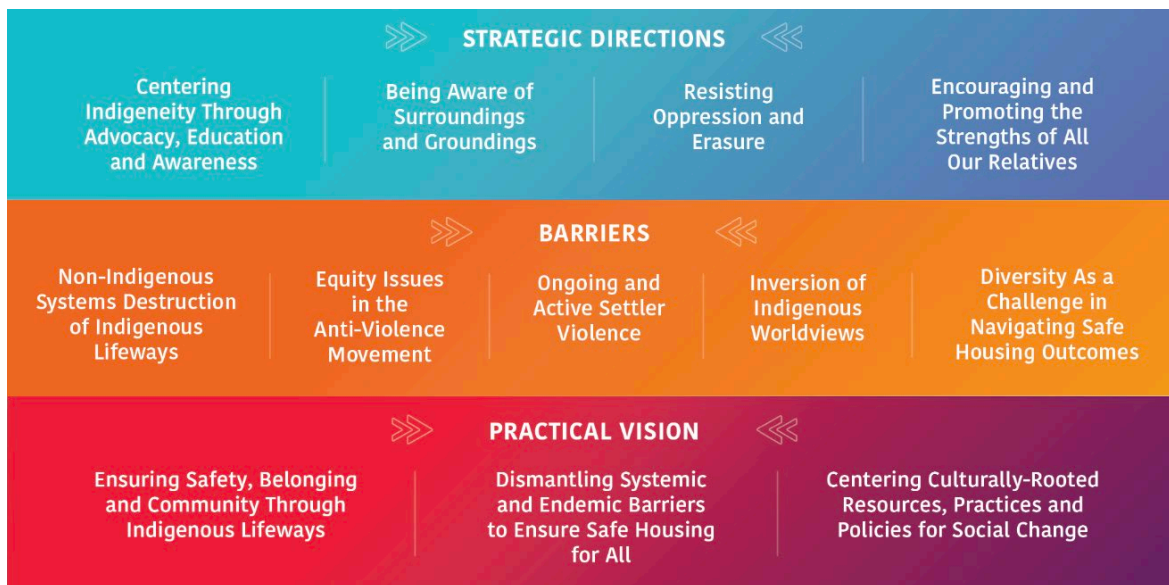 STRATEGIC DIRECTIONS
Centering
Indigeneity Through
Advocacy, Education
and Awareness
Being Aware of
Surroundings
and Groundings
Resisting
Oppression and
Erasure
Encouraging and
Promoting the
Strengths of All
Our Relatives
BARRIERS
Non-Indigenous
Systems Destruction
of Indigenous
Lifeways
Equity Issues
in the
Anti-Violence
Movement
Ongoing and
Active Settler
Violence
Inversion of
Indigenous
Worldviews
Diversity As a
Challenge in
Navigating Safe
Housing Outcomes
PRACTICAL VISION
Ensuring Safety, Belonging
and Community Through
Indigenous Lifeways
Dismantling Systemic
and Endemic Barriers
to Ensure Safe Housing
for All
Centering Culturally-Rooted
Resources, Practices and
Policies for Social Change